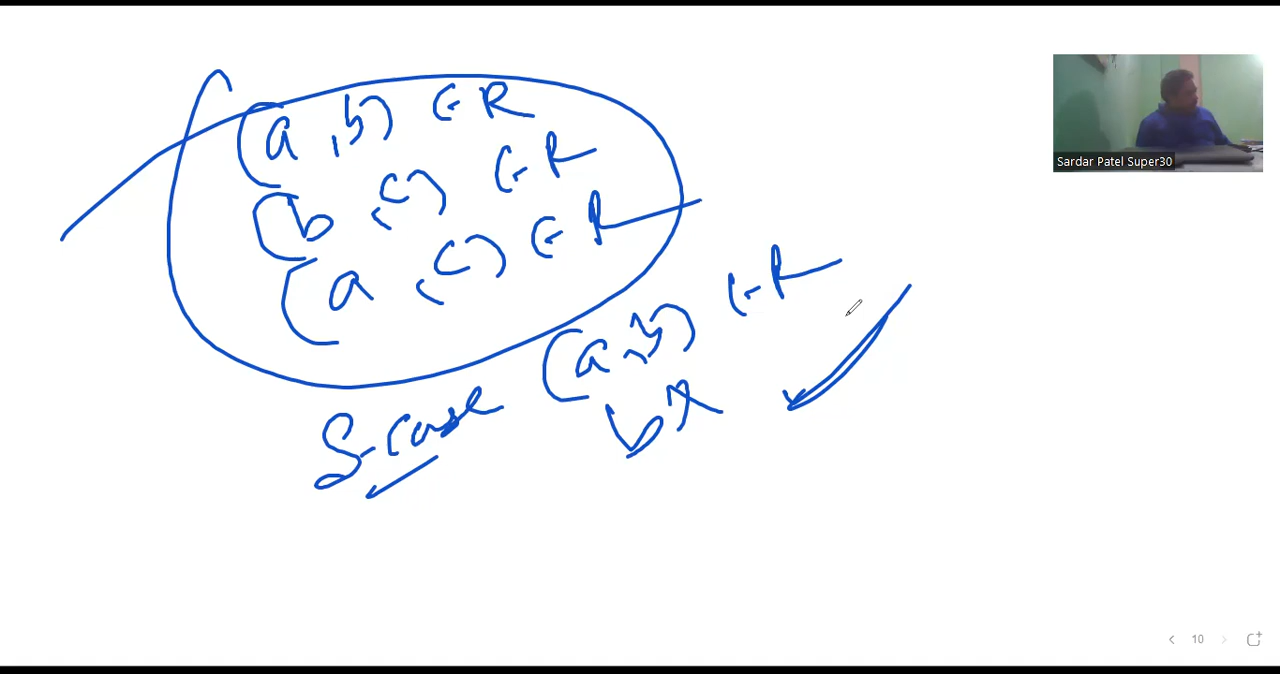 (a, b) ∈ R
(b, c) ∈ R
(a, c) ∈ R
S-case (a, b) ∈ R
b X
Sardar Patel Super30
10